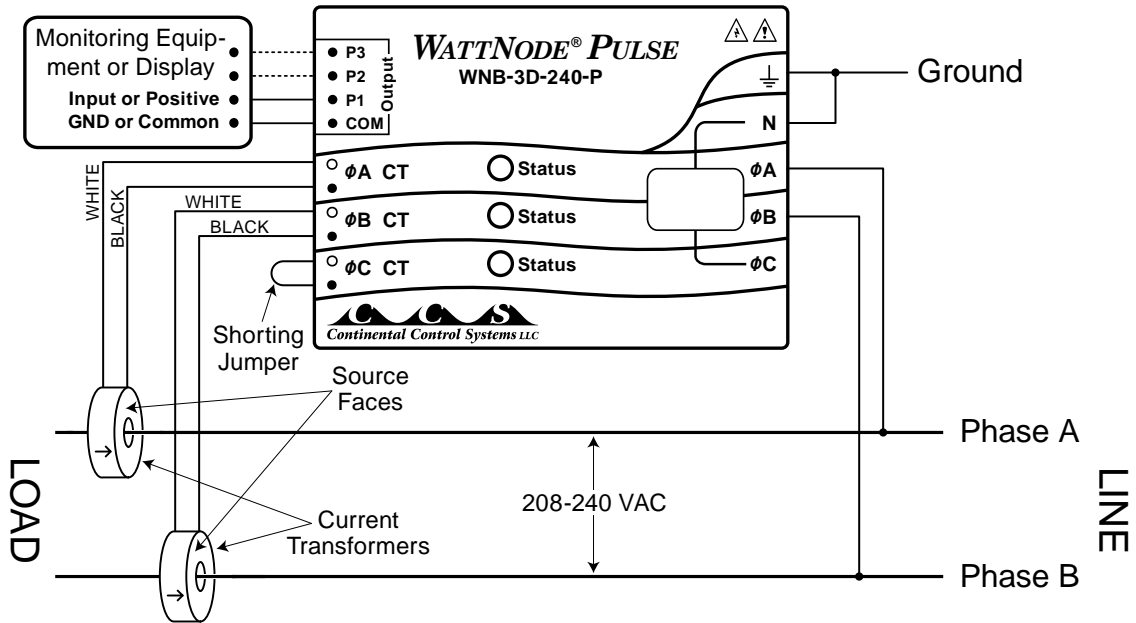 Monitoring Equip-
ment or Display
Input or Positive
GND or Common
P3
P2
P1
COM
Output
WATTNODE® PULSE
WNB-3D-240-P
Ground
N
ϕA
ϕB
ϕC
ϕA CT
Status
ϕB CT
Status
ϕC CT
Status
WHITE
BLACK
WHITE
BLACK
C C S
Continental Control Systems LLC
Shorting
Jumper
Source
Faces
Phase A
LOAD
208-240 VAC
LINE
Current
Transformers
Phase B